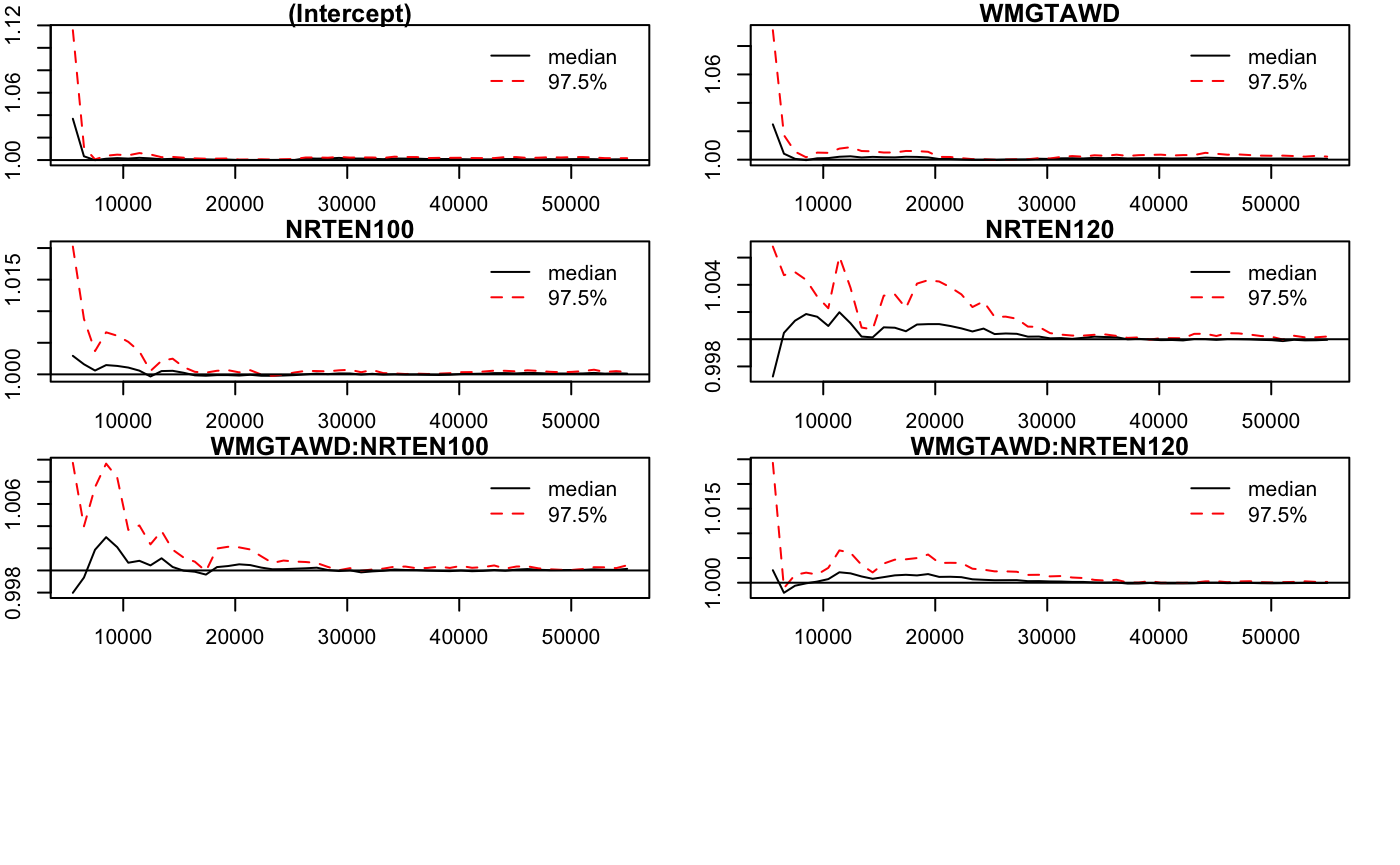 (Intercept)
1.00 1.06 1.12
median
97.5%
10000 20000 30000 40000 50000
WMGTAWD
1.00 1.06
median
97.5%
10000 20000 30000 40000 50000
NRTEN100
1.000 1.015
median
97.5%
10000 20000 30000 40000 50000
NRTEN120
0.998 1.004
median
97.5%
10000 20000 30000 40000 50000
WMGTAWD:NRTEN100
0.998 1.006
median
97.5%
10000 20000 30000 40000 50000
WMGTAWD:NRTEN120
1.000 1.015
median
97.5%
10000 20000 30000 40000 50000